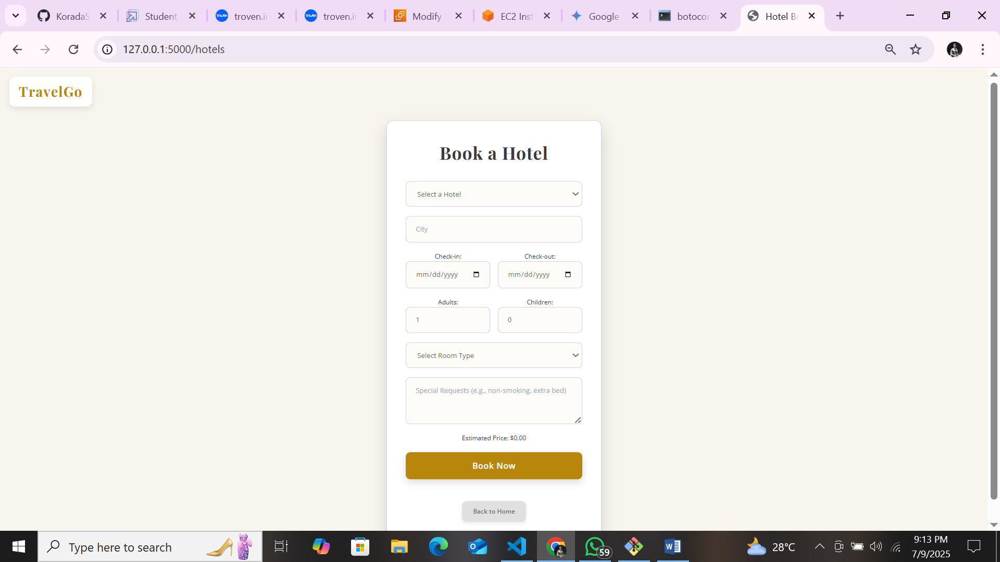 KoradaS
Student
troven.in
troven.in
Modify
EC2 Inst
Google
botocor
Hotel Bo
127.0.0.1:5000/hotels
TravelGo
Book a Hotel
Select a Hotel
City
Check-in:
Check-out:
mm/dd/yyyy
mm/dd/yyyy
Adults:
Children:
1
0
Select Room Type
Special Requests (e.g., non-smoking, extra bed)
Estimated Price: $0.00
Book Now
Back to Home
Type here to search
59
28°C
9:13 PM
7/9/2025